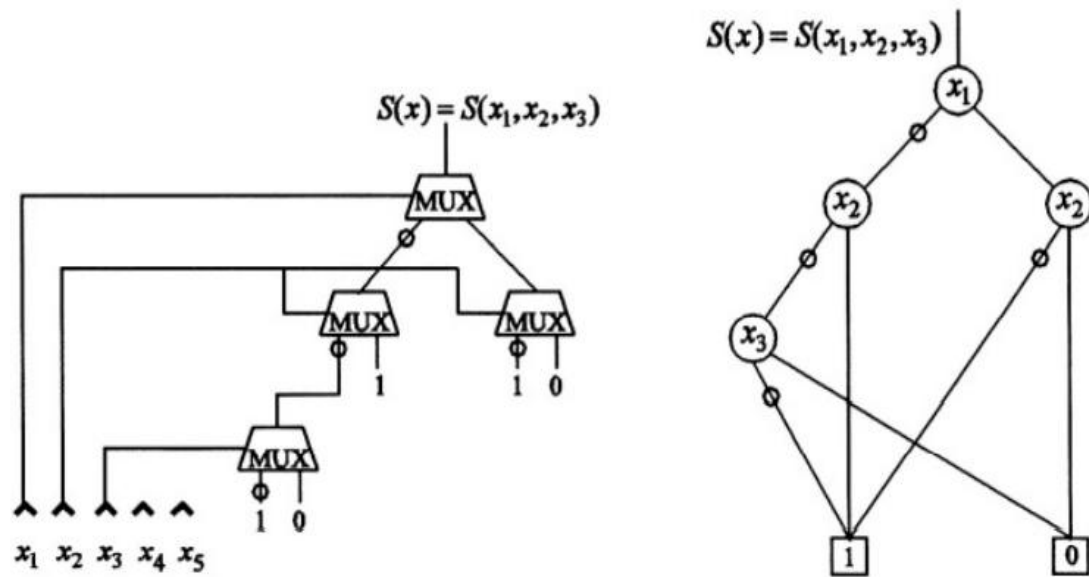 S(x) = S(x₁, x₂, x₃)
MUX
MUX
MUX
1
1 0
MUX
1 0
x₁ x₂ x₃ x₄ x₅
S(x) = S(x₁, x₂, x₃)
x₁
x₂
x₂
x₃
1
0